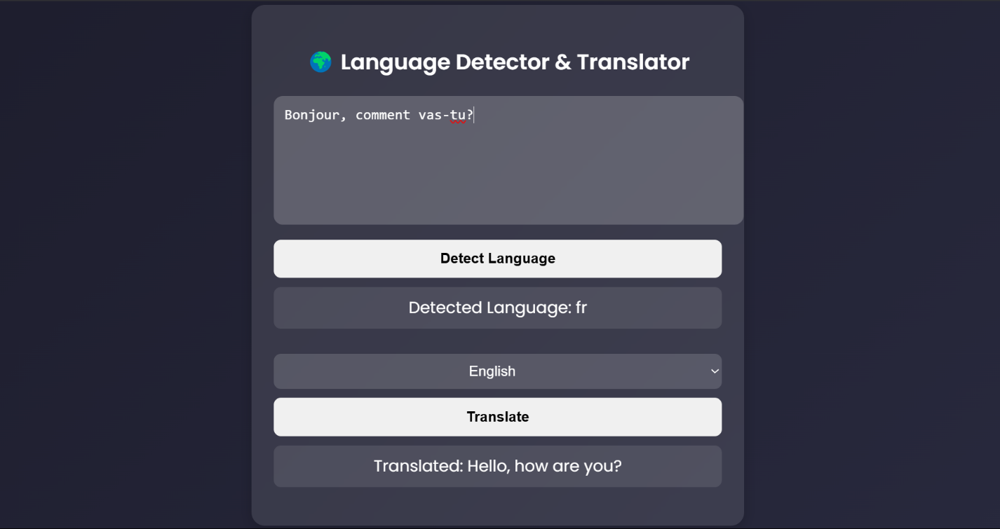 🌍 Language Detector & Translator
Bonjour, comment vas-tu?
Detect Language
Detected Language: fr
English
Translate
Translated: Hello, how are you?